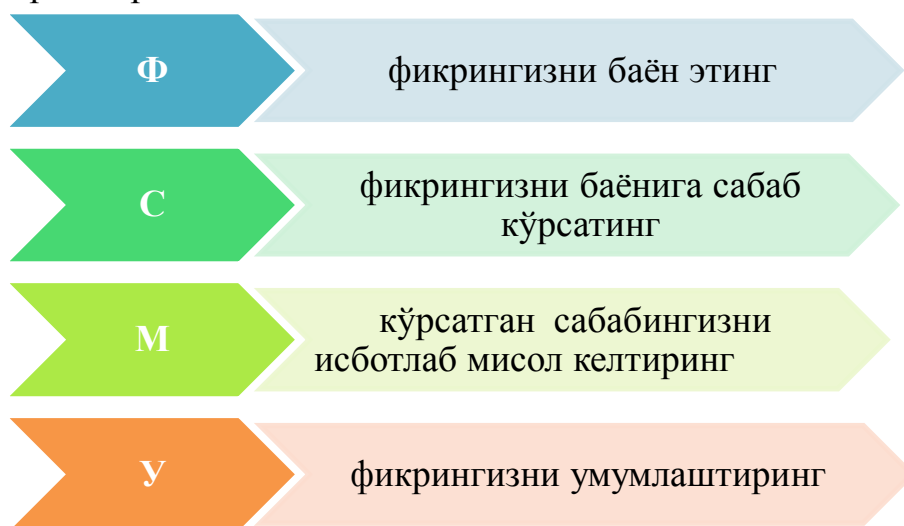 Ф
фикрингизни баён этинг
С
фикрингизни баёнига сабаб
кўрсатинг
М
кўрсатган сабабингизни
исботлаб мисол келтиринг
У
фикрингизни умумлаштиринг